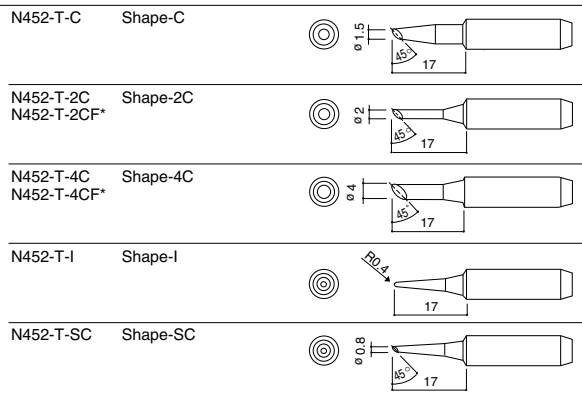 N452-T-C Shape-C
ø 1.5
45°
17
N452-T-2C Shape-2C
N452-T-2CF*
ø 2
45°
17
N452-T-4C Shape-4C
N452-T-4CF*
ø 4
45°
17
N452-T-I Shape-I
R0.4
17
N452-T-SC Shape-SC
ø 0.8
45°
17